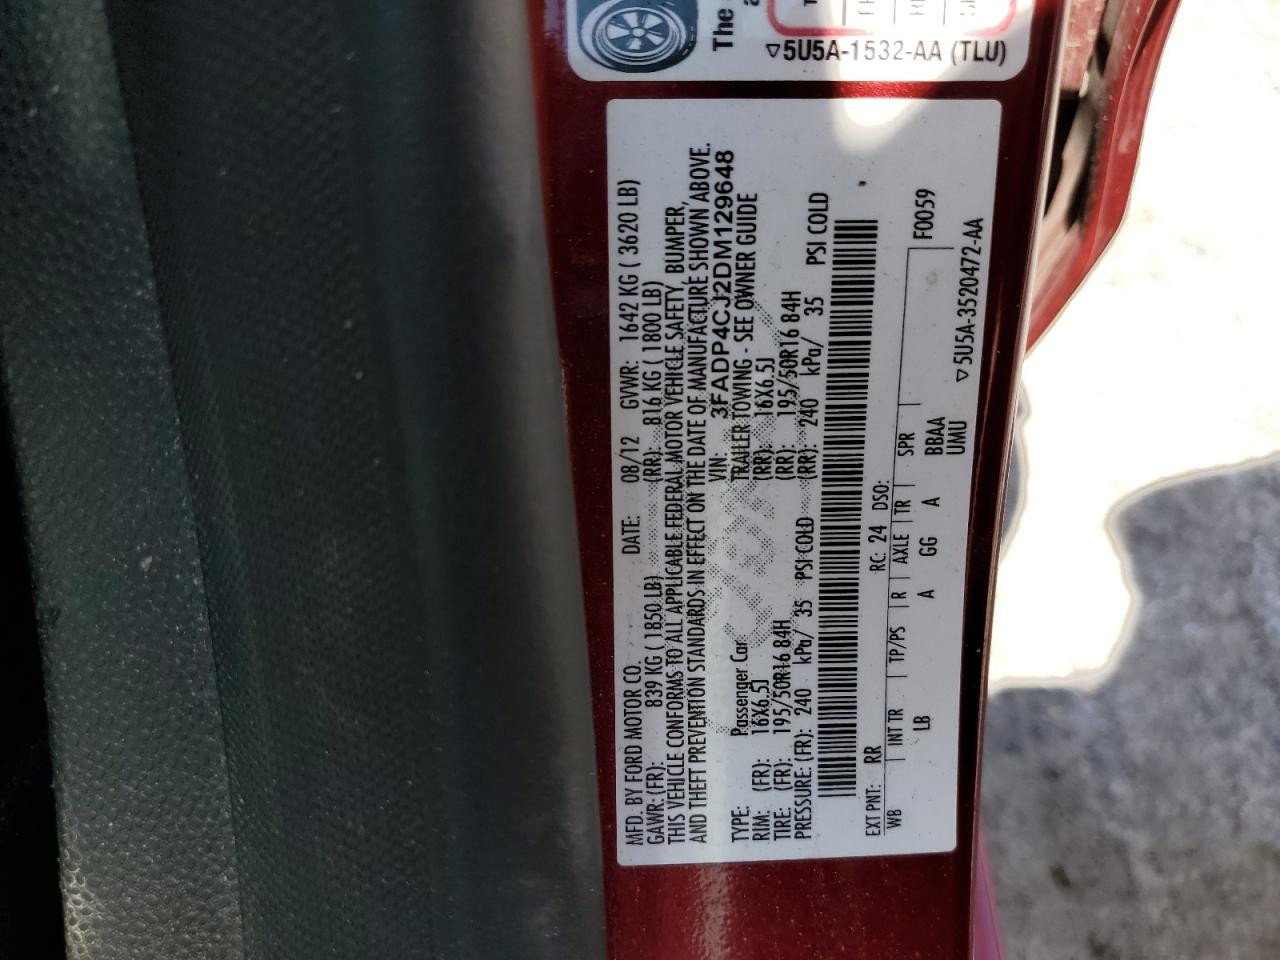 The
▽5U5A-1532-AA (TLU)
MFD. BY FORD MOTOR CO. DATE: 08/12 GVWR: 1642 KG ( 3620 LB)
GAWR: (FR): 839 KG ( 1850 LB) (RR): 816 KG ( 1800 LB)
THIS VEHICLE CONFORMS TO ALL APPLICABLE FEDERAL MOTOR VEHICLE SAFETY, BUMPER,
AND THEFT PREVENTION STANDARDS IN EFFECT ON THE DATE OF MANUFACTURE SHOWN ABOVE.
VIN: 3FADP4CJ2DM129648
TYPE: Passenger Car TRAILER TOWING - SEE OWNER GUIDE
RIM: (FR): 16X6.5J (RR): 16X6.5J
TIRE: (FR): 195/50R16 84H (RR): 195/50R16 84H
PRESSURE: (FR): 240 kPa/ 35 PSI COLD (RR): 240 kPa/ 35 PSI COLD
EXT PNT: RR RC: 24 DSO:
WB INT TR TP/PS R AXLE TR SPR F0059
LB A GG A BBAA
UMU
▽5U5A-3520472-AA